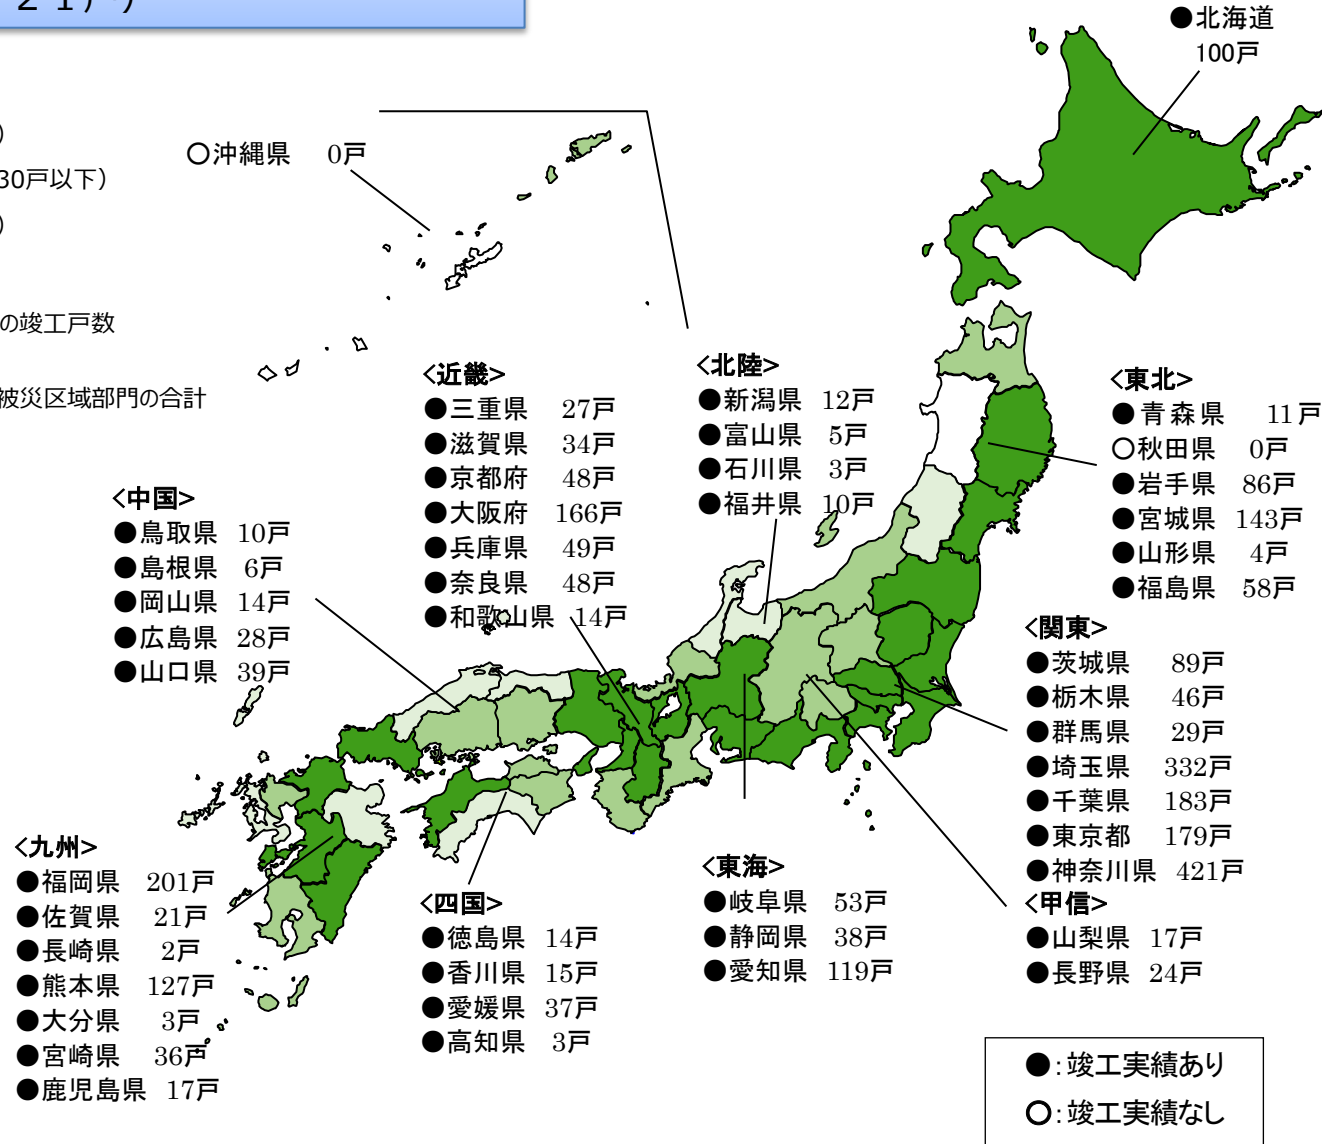 ２１戸）
）
30戸以下）
）
の竣工戸数
被災区域部門の合計
●北海道
100戸
○沖縄県 0戸
<近畿>
●三重県 27戸
●滋賀県 34戸
●京都府 48戸
●大阪府 166戸
●兵庫県 49戸
●奈良県 48戸
●和歌山県 14戸
<北陸>
●新潟県 12戸
●富山県 5戸
●石川県 3戸
●福井県 10戸
<東北>
●青森県 11戸
○秋田県 0戸
●岩手県 86戸
●宮城県 143戸
●山形県 4戸
●福島県 58戸
<中国>
●鳥取県 10戸
●島根県 6戸
●岡山県 14戸
●広島県 28戸
●山口県 39戸
<関東>
●茨城県 89戸
●栃木県 46戸
●群馬県 29戸
●埼玉県 332戸
●千葉県 183戸
●東京都 179戸
●神奈川県 421戸
<甲信>
●山梨県 17戸
●長野県 24戸
<東海>
●岐阜県 53戸
●静岡県 38戸
●愛知県 119戸
<四国>
●徳島県 14戸
●香川県 15戸
●愛媛県 37戸
●高知県 3戸
<九州>
●福岡県 201戸
●佐賀県 21戸
●長崎県 2戸
●熊本県 127戸
●大分県 3戸
●宮崎県 36戸
●鹿児島県 17戸
●：竣工実績あり
○：竣工実績なし